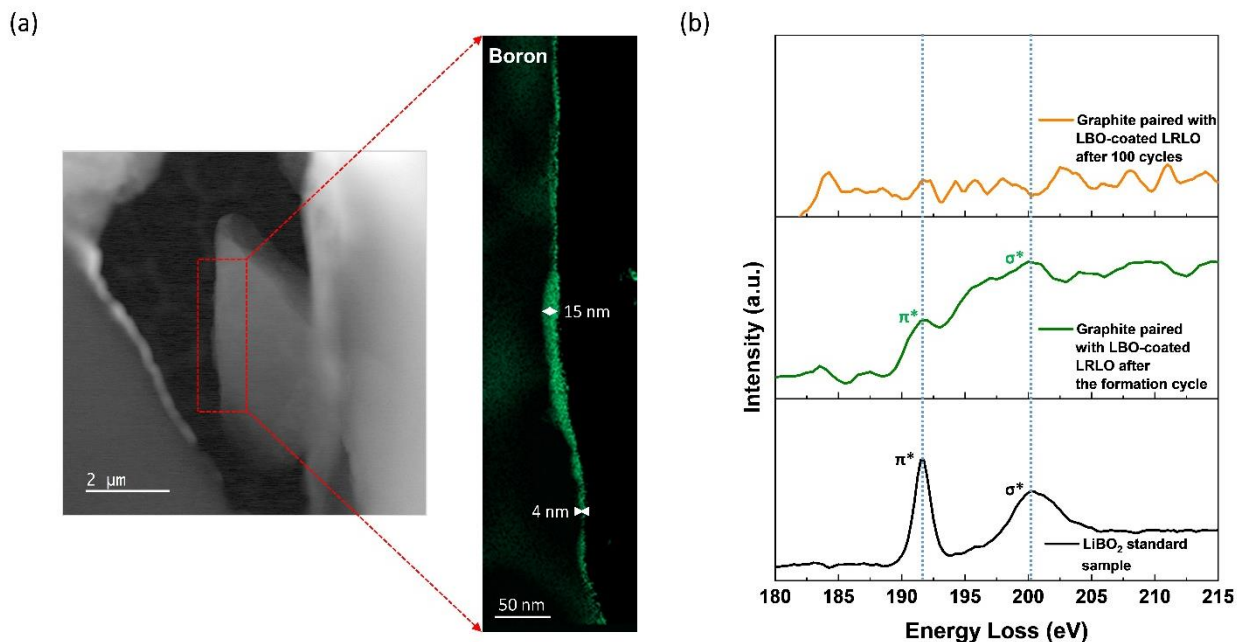 (a)
Boron
15 nm
4 nm
2 µm
50 nm
(b)
Intensity (a.u.)
Graphite paired with
LBO-coated LRLO
after 100 cycles
σ*
π*
Graphite paired
with LBO-coated
LRLO after
the formation cycle
π*
σ*
LiBO₂ standard
sample
180 185 190 195 200 205 210 215
Energy Loss (eV)